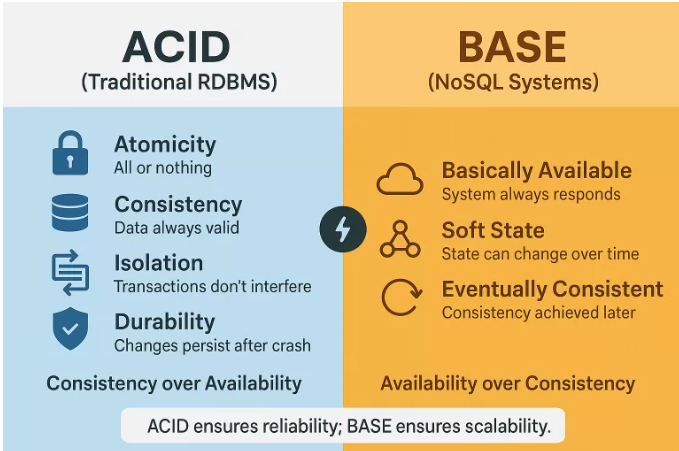 ACID
(Traditional RDBMS)
Atomicity
All or nothing
Consistency
Data always valid
Isolation
Transactions don't interfere
Durability
Changes persist after crash
Consistency over Availability
BASE
(NoSQL Systems)
Basically Available
System always responds
Soft State
State can change over time
Eventually Consistent
Consistency achieved later
Availability over Consistency
ACID ensures reliability; BASE ensures scalability.